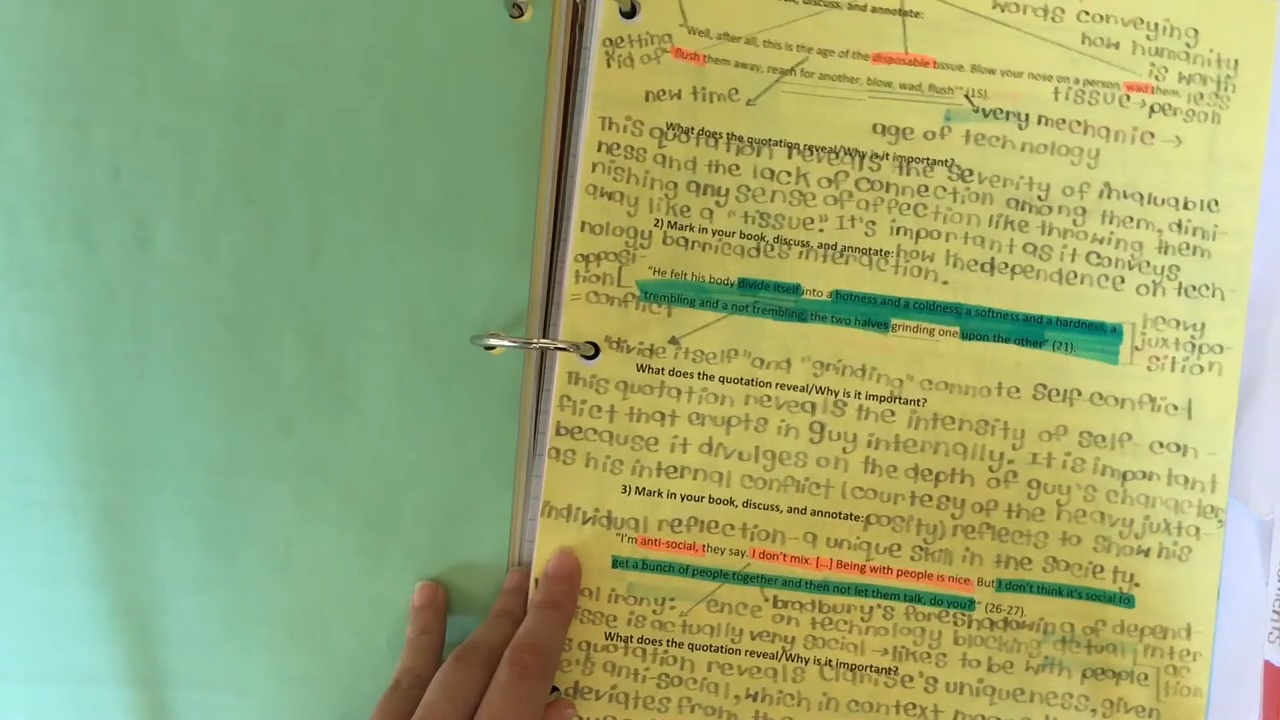 discuss, and annotate:
words conveying
how humanity
is worth
less
getting
rid of
"Well, after all, this is the age of the disposable tissue. Blow your nose on a person, wad them,
flush them away, reach for another, blow, wad, flush'" (15).
tissue → person
new time
very mechanic →
age of technology
What does the quotation reveal/Why is it important?
This quotation reveals the severity of invaluable
ness and the lack of connection among them, dimi-
nishing any sense of affection like throwing them
away like a "tissue." It's important as it conveys
2) Mark in your book, discuss, and annotate:
how the dependence on tech-
nology barricades interaction.
opposi-
tion
= conflict
"He felt his body divide itself into a hotness and a coldness, a softness and a hardness, a
trembling and a not trembling, the two halves grinding one upon the other" (21).
heavy
juxtapo-
sition
"divide itself" and "grinding" connote self-conflict
What does the quotation reveal/Why is it important?
This quotation reveals the intensity of self-con-
flict that erupts in guy internally. It is important
because it divulges on the depth of guy's character,
as his internal conflict (courtesy of the heavy juxta-
3) Mark in your book, discuss, and annotate:
posity) reflects to show his
individual reflection-a unique skill in the society.
"I'm anti-social, they say. I don't mix. [...] Being with people is nice. But I don't think it's social to
get a bunch of people together and then not let them talk, do you?'" (26-27).
al irony:
bradbury's foreshadowing of depend-
ence on technology blocking actual inter
ac
tion
isse is actually very social → likes to be with people
What does the quotation reveal/Why is it important?
s quotation reveals Clarisse's uniqueness, given
e's anti-social, which in context
deviates from the